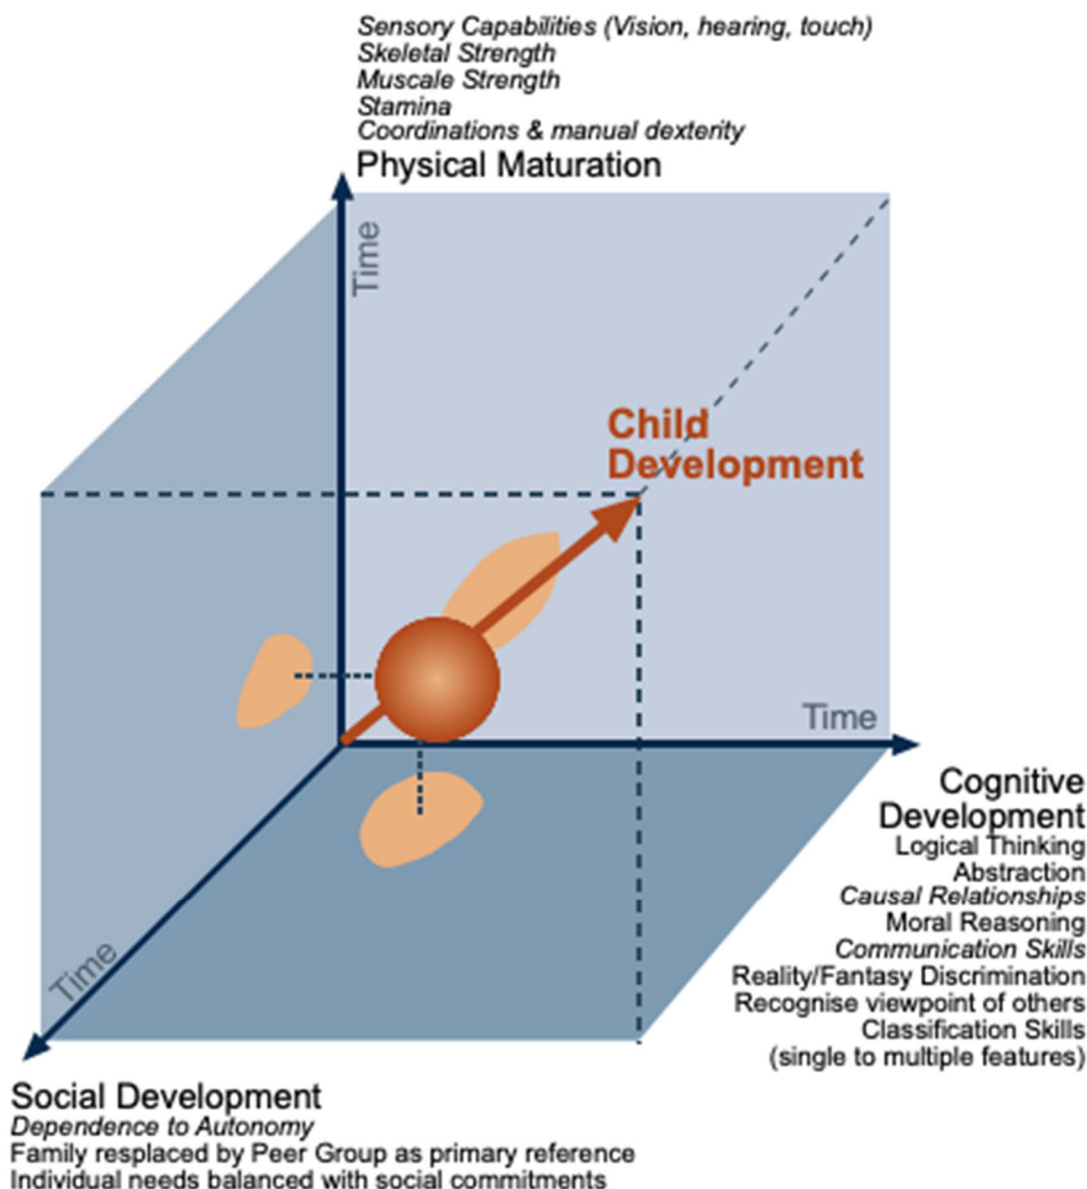 Sensory Capabilities (Vision, hearing, touch)
Skeletal Strength
Muscale Strength
Stamina
Coordinations & manual dexterity
Physical Maturation
Time
Child
Development
Time
Cognitive
Development
Logical Thinking
Abstraction
Causal Relationships
Moral Reasoning
Communication Skills
Reality/Fantasy Discrimination
Recognise viewpoint of others
Classification Skills
(single to multiple features)
Time
Social Development
Dependence to Autonomy
Family resplaced by Peer Group as primary reference
Individual needs balanced with social commitments